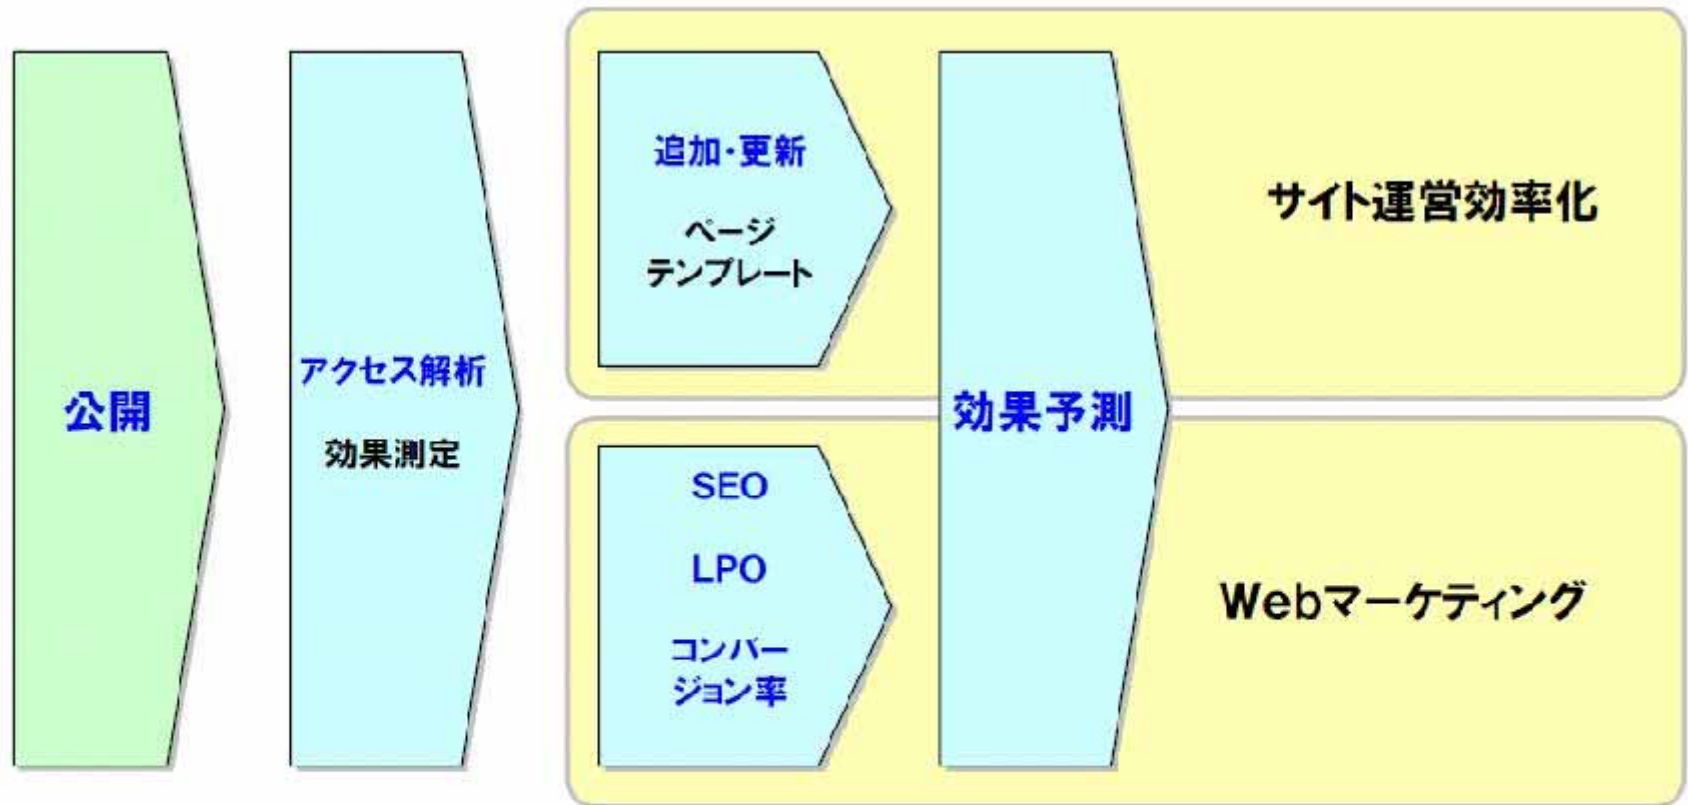 公開
アクセス解析
効果測定
追加・更新
ページ
テンプレート
SEO
LPO
コンバー
ジョン率
効果予測
サイト運営効率化
Webマーケティング